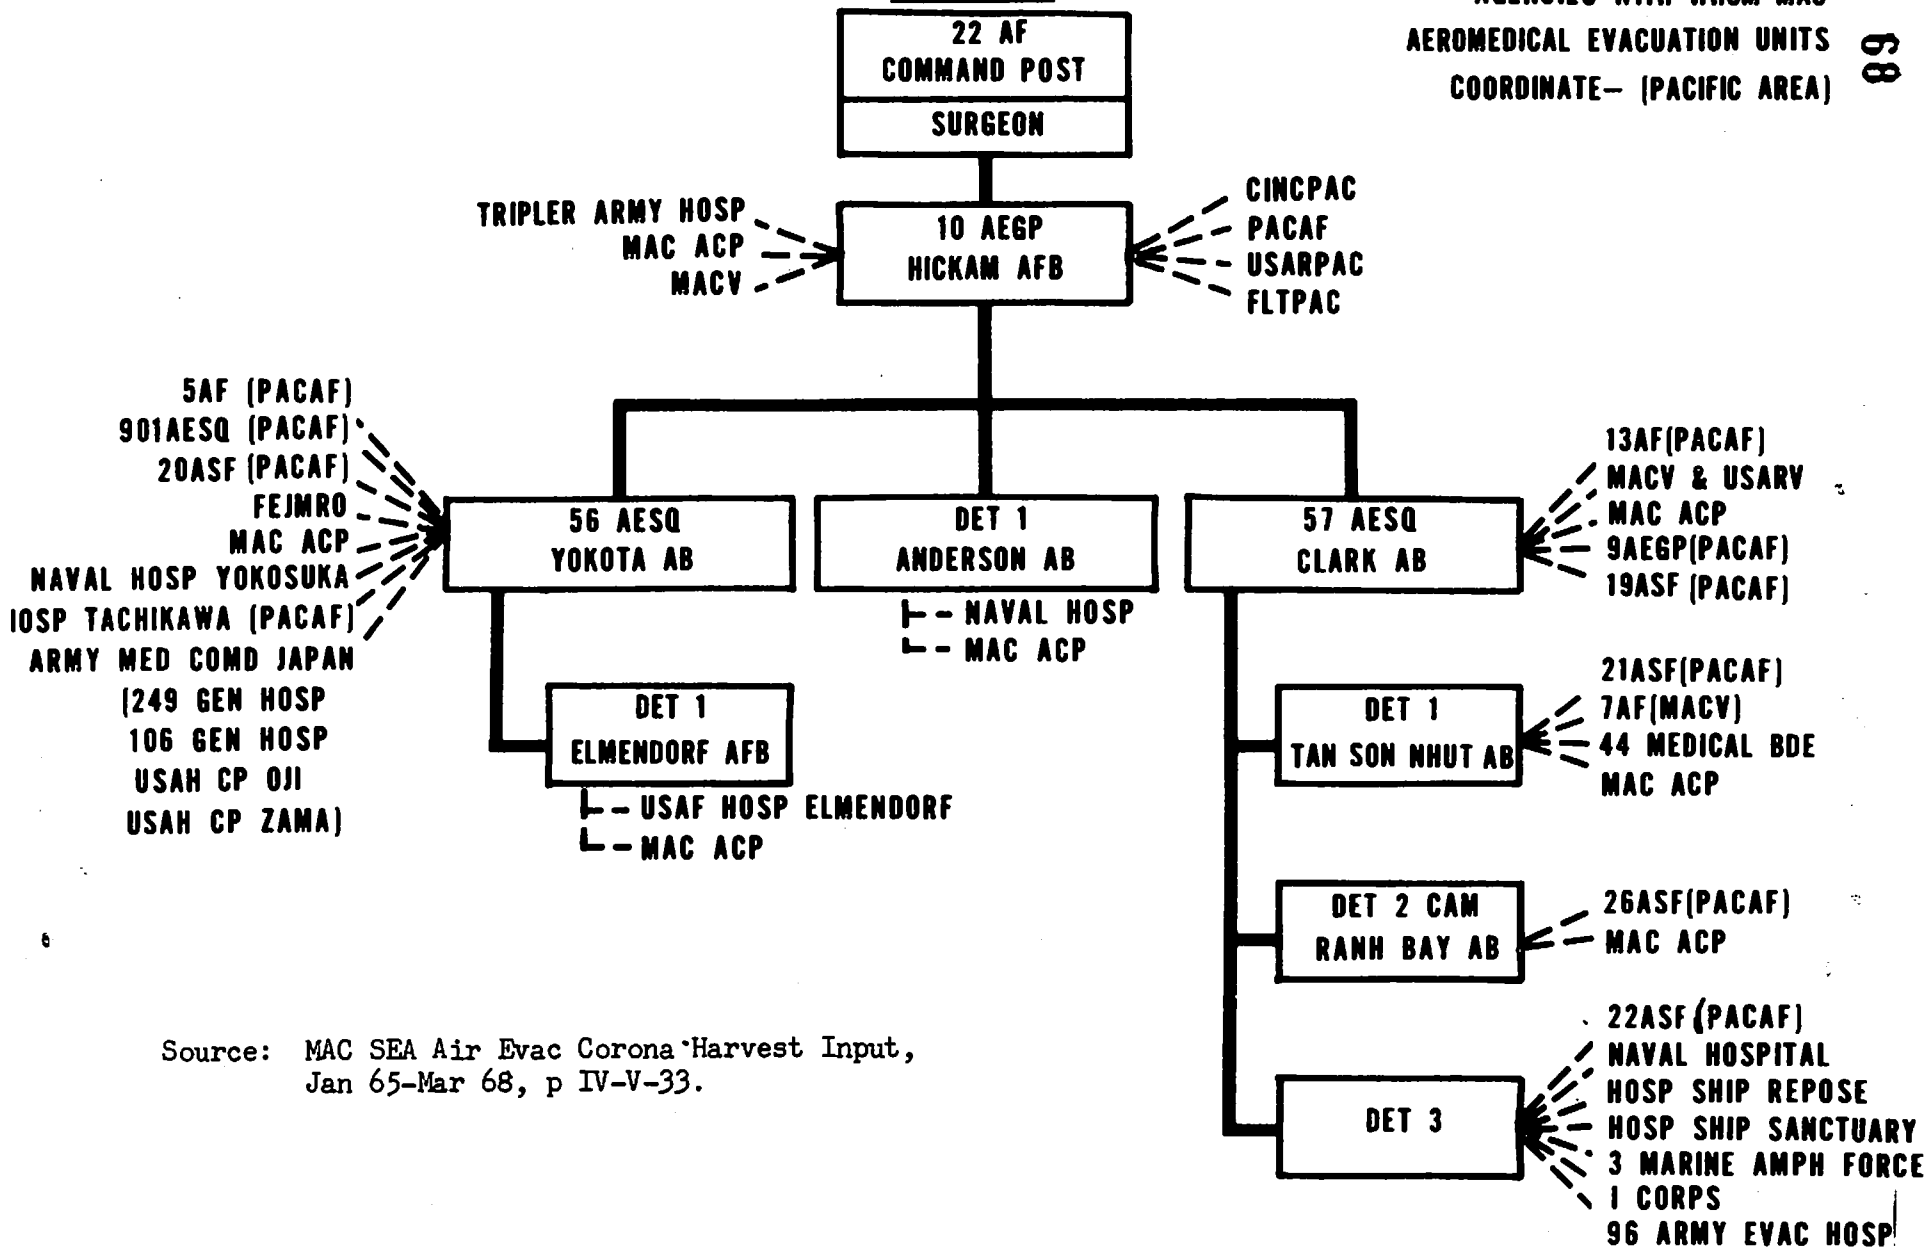 AGENCIES WITH WHOM MAC
AEROMEDICAL EVACUATION UNITS
COORDINATE— (PACIFIC AREA)
68
22 AF
COMMAND POST
SURGEON
TRIPLER ARMY HOSP
MAC ACP
MACV
10 AEGP
HICKAM AFB
CINCPAC
PACAF
USARPAC
FLTPAC
5AF (PACAF)
901AESQ (PACAF)
20ASF (PACAF)
FEJMRO
MAC ACP
NAVAL HOSP YOKOSUKA
IOSP TACHIKAWA (PACAF)
ARMY MED COMD JAPAN
(249 GEN HOSP
106 GEN HOSP
USAH CP OJI
USAH CP ZAMA)
56 AESQ
YOKOTA AB
DET 1
ELMENDORF AFB
USAF HOSP ELMENDORF
MAC ACP
DET 1
ANDERSON AB
NAVAL HOSP
MAC ACP
57 AESQ
CLARK AB
13AF(PACAF)
MACV & USARV
MAC ACP
9AEGP(PACAF)
19ASF (PACAF)
DET 1
TAN SON NHUT AB
21ASF(PACAF)
7AF(MACV)
44 MEDICAL BDE
MAC ACP
DET 2 CAM
RANH BAY AB
26ASF(PACAF)
MAC ACP
DET 3
22ASF (PACAF)
NAVAL HOSPITAL
HOSP SHIP REPOSE
HOSP SHIP SANCTUARY
3 MARINE AMPH FORCE
I CORPS
96 ARMY EVAC HOSP
Source: MAC SEA Air Evac Corona Harvest Input,
Jan 65-Mar 68, p IV-V-33.